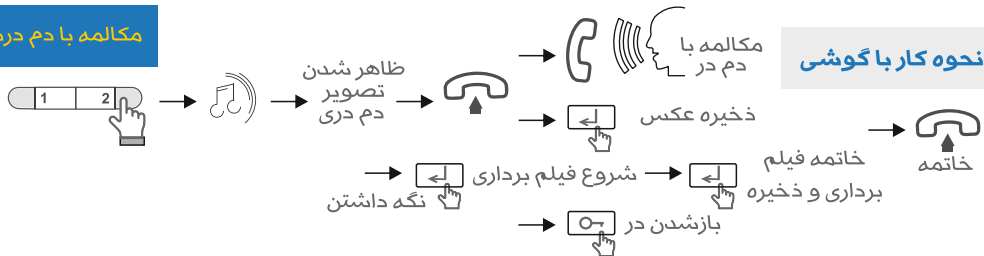 مکالمه با دم در
نحوه کار با گوشی
1 2
ظاهر شدن
تصویر
دم دری
مکالمه با
دم در
ذخیره عکس
نگه داشتن
شروع فیلم برداری
خاتمه فیلم
برداری و ذخیره
خاتمه
بازشدن در